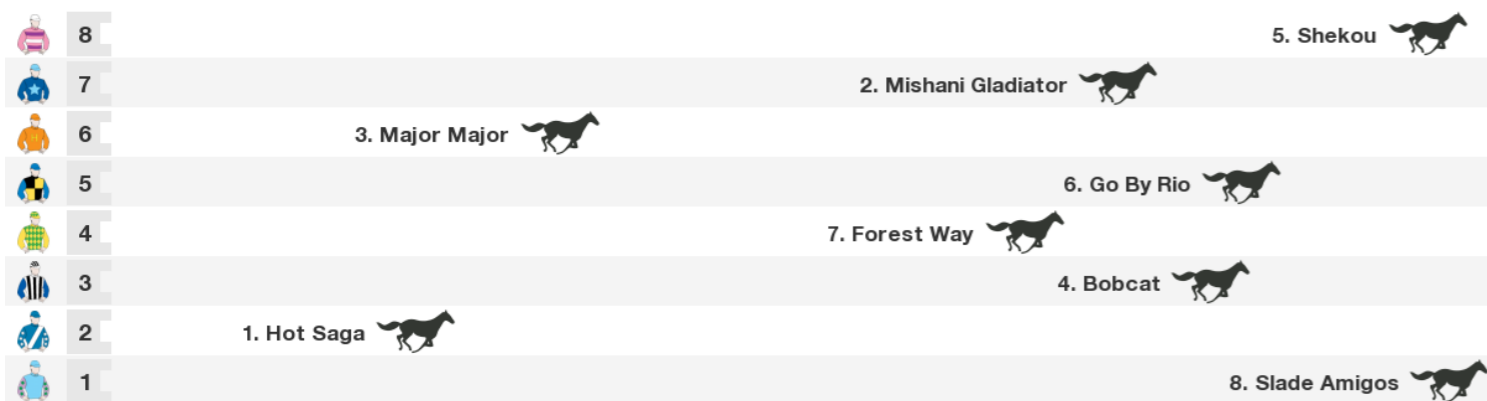 8 5. Shekou
7 2. Mishani Gladiator
6 3. Major Major
5 6. Go By Rio
4 7. Forest Way
3 4. Bobcat
2 1. Hot Saga
1 8. Slade Amigos